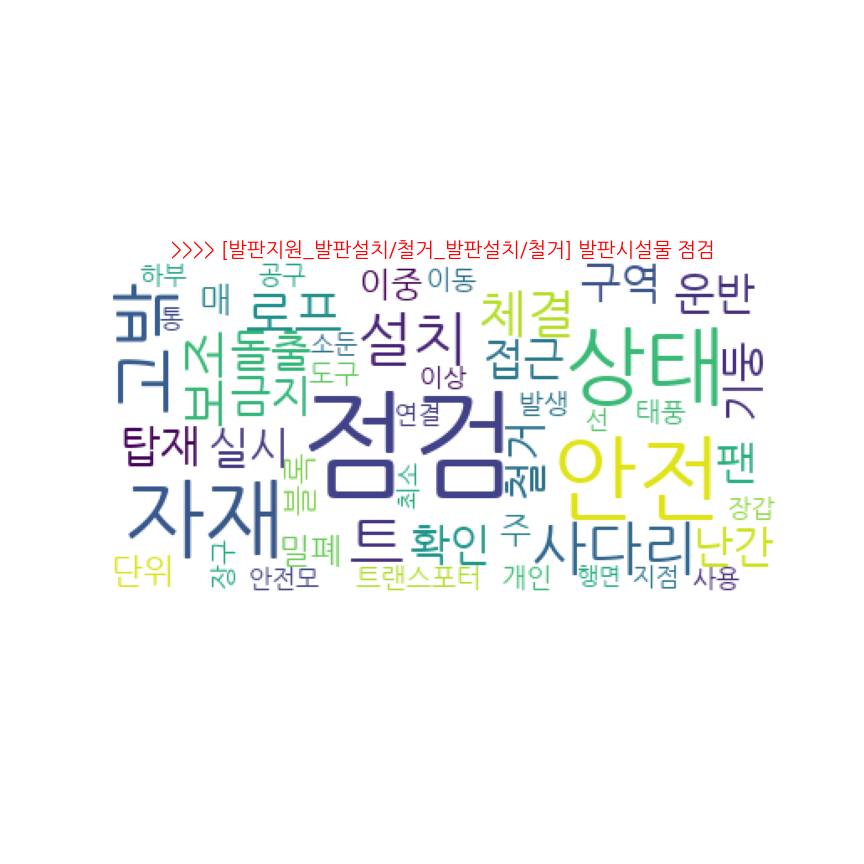 >>>> [발판지원_발판설치/철거_발판설치/철거] 발판시설물 점검
하부 공구 이중 이동 구역 운반
고박 통 매 로프 설치 체결 상태
보조 돌출 소둔 접근 기둥
금지 도구 이상
점검 연결 발생 선 태풍
탑재 실시 철거 안전 팬
자재 블록 최소 장갑
밀폐 트 확인 주 사다리 난간
단위 장구 안전모 트랜스포터 개인 행면 지점 사용